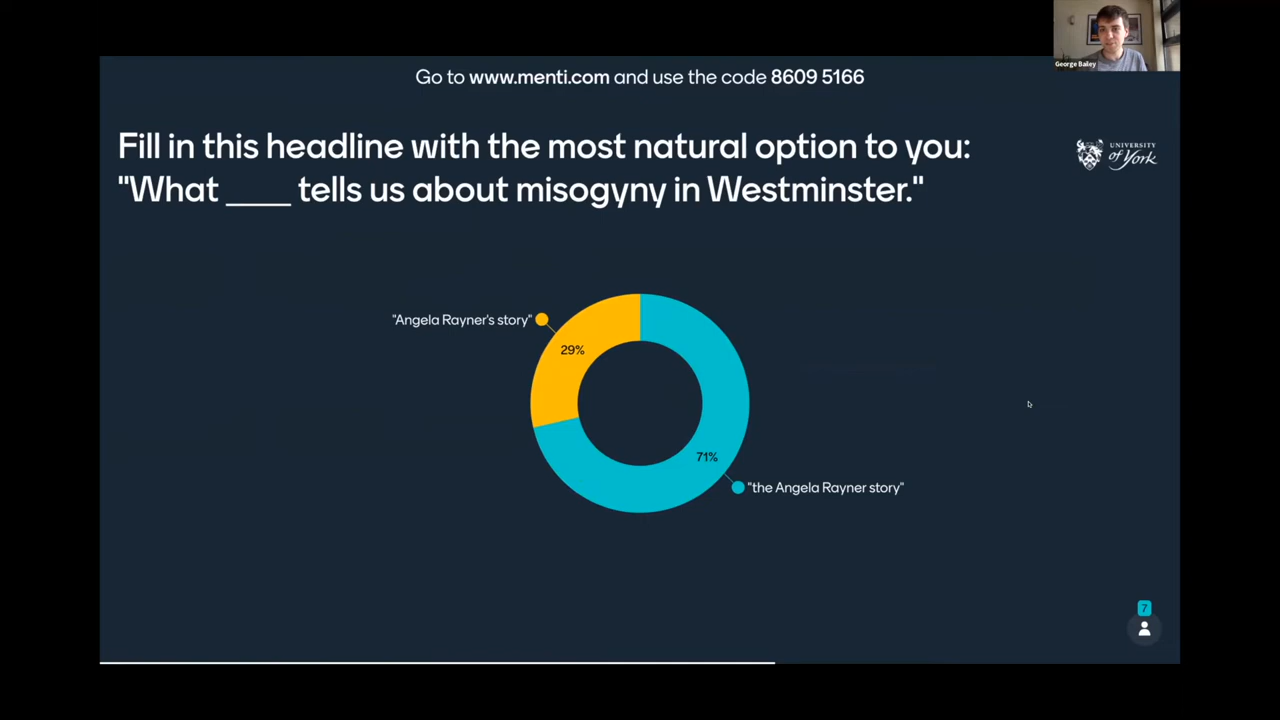 George Bailey
Go to www.menti.com and use the code 8609 5166
Fill in this headline with the most natural option to you:
"What ____ tells us about misogyny in Westminster."
UNIVERSITY
of York
"Angela Rayner's story"
29%
71%
"the Angela Rayner story"
7